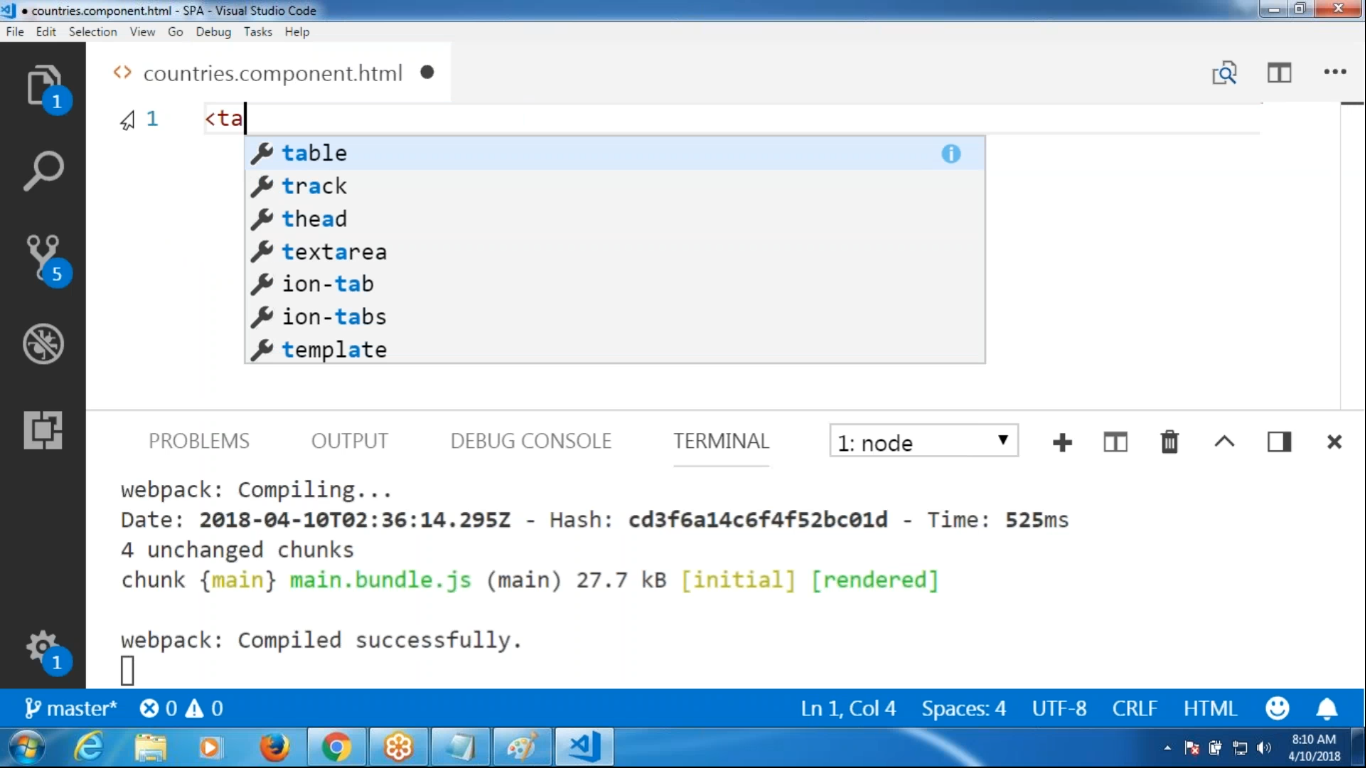 ● countries.component.html - SPA - Visual Studio Code
File Edit Selection View Go Debug Tasks Help
<> countries.component.html ●
1 <ta
table
track
thead
textarea
ion-tab
ion-tabs
template
1
5
1
PROBLEMS OUTPUT DEBUG CONSOLE TERMINAL 1: node
webpack: Compiling...
Date: 2018-04-10T02:36:14.295Z - Hash: cd3f6a14c6f4f52bc01d - Time: 525ms
4 unchanged chunks
chunk {main} main.bundle.js (main) 27.7 kB [initial] [rendered]
webpack: Compiled successfully.
master* 0 0 Ln 1, Col 4 Spaces: 4 UTF-8 CRLF HTML
8:10 AM
4/10/2018